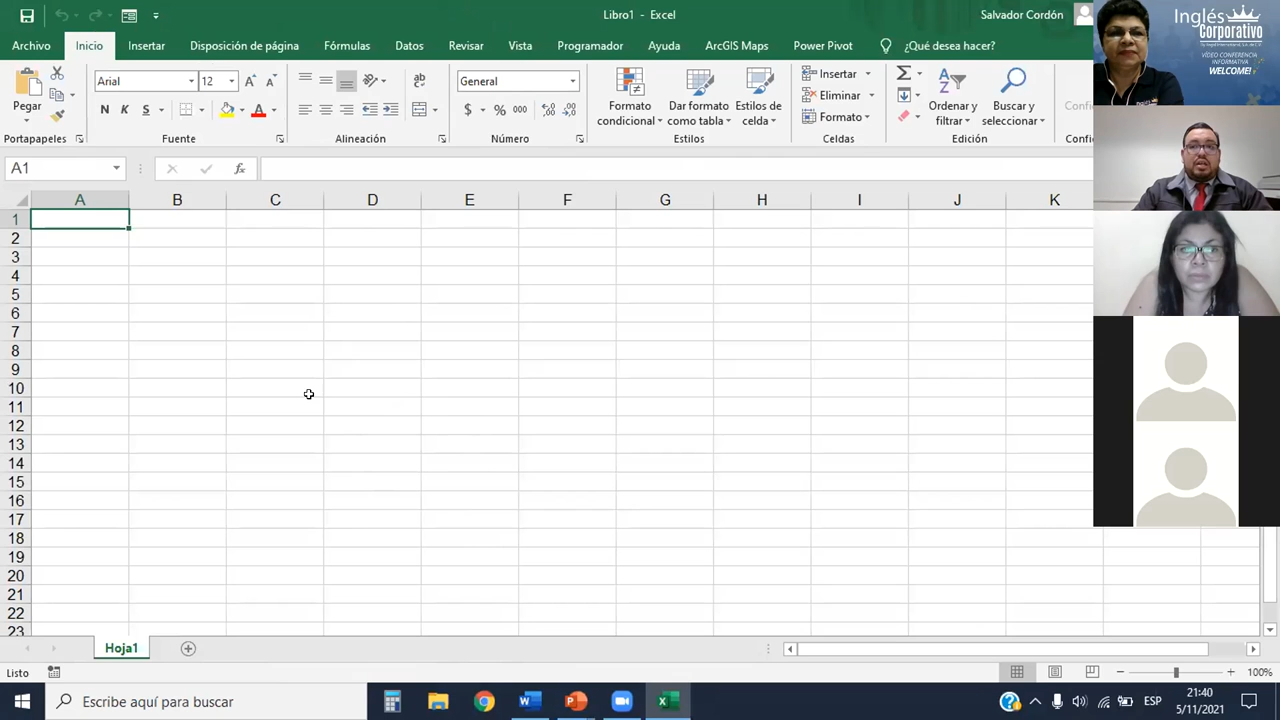 Libro1 - Excel
Salvador Cordón
Archivo Inicio Insertar Disposición de página Fórmulas Datos Revisar Vista Programador Ayuda ArcGIS Maps Power Pivot ¿Qué desea hacer?
Pegar
Portapapeles
Arial 12
N K S
A
Fuente
ab
Alineación
General
$ % 000
Número
Formato condicional
Dar formato como tabla
Estilos de celda
Estilos
Insertar
Eliminar
Formato
Celdas
Ordenar y filtrar
Buscar y seleccionar
Edición
A1
fx
A B C D E F G H I J K
1
2
3
4
5
6
7
8
9
10
11
12
13
14
15
16
17
18
19
20
21
22
23
Hoja1
Listo
100%
Escribe aquí para buscar
ESP
21:40
5/11/2021
Inglés
Corporativo
VIDEO CONFERENCIA
INFORMATIVA
WELCOME!